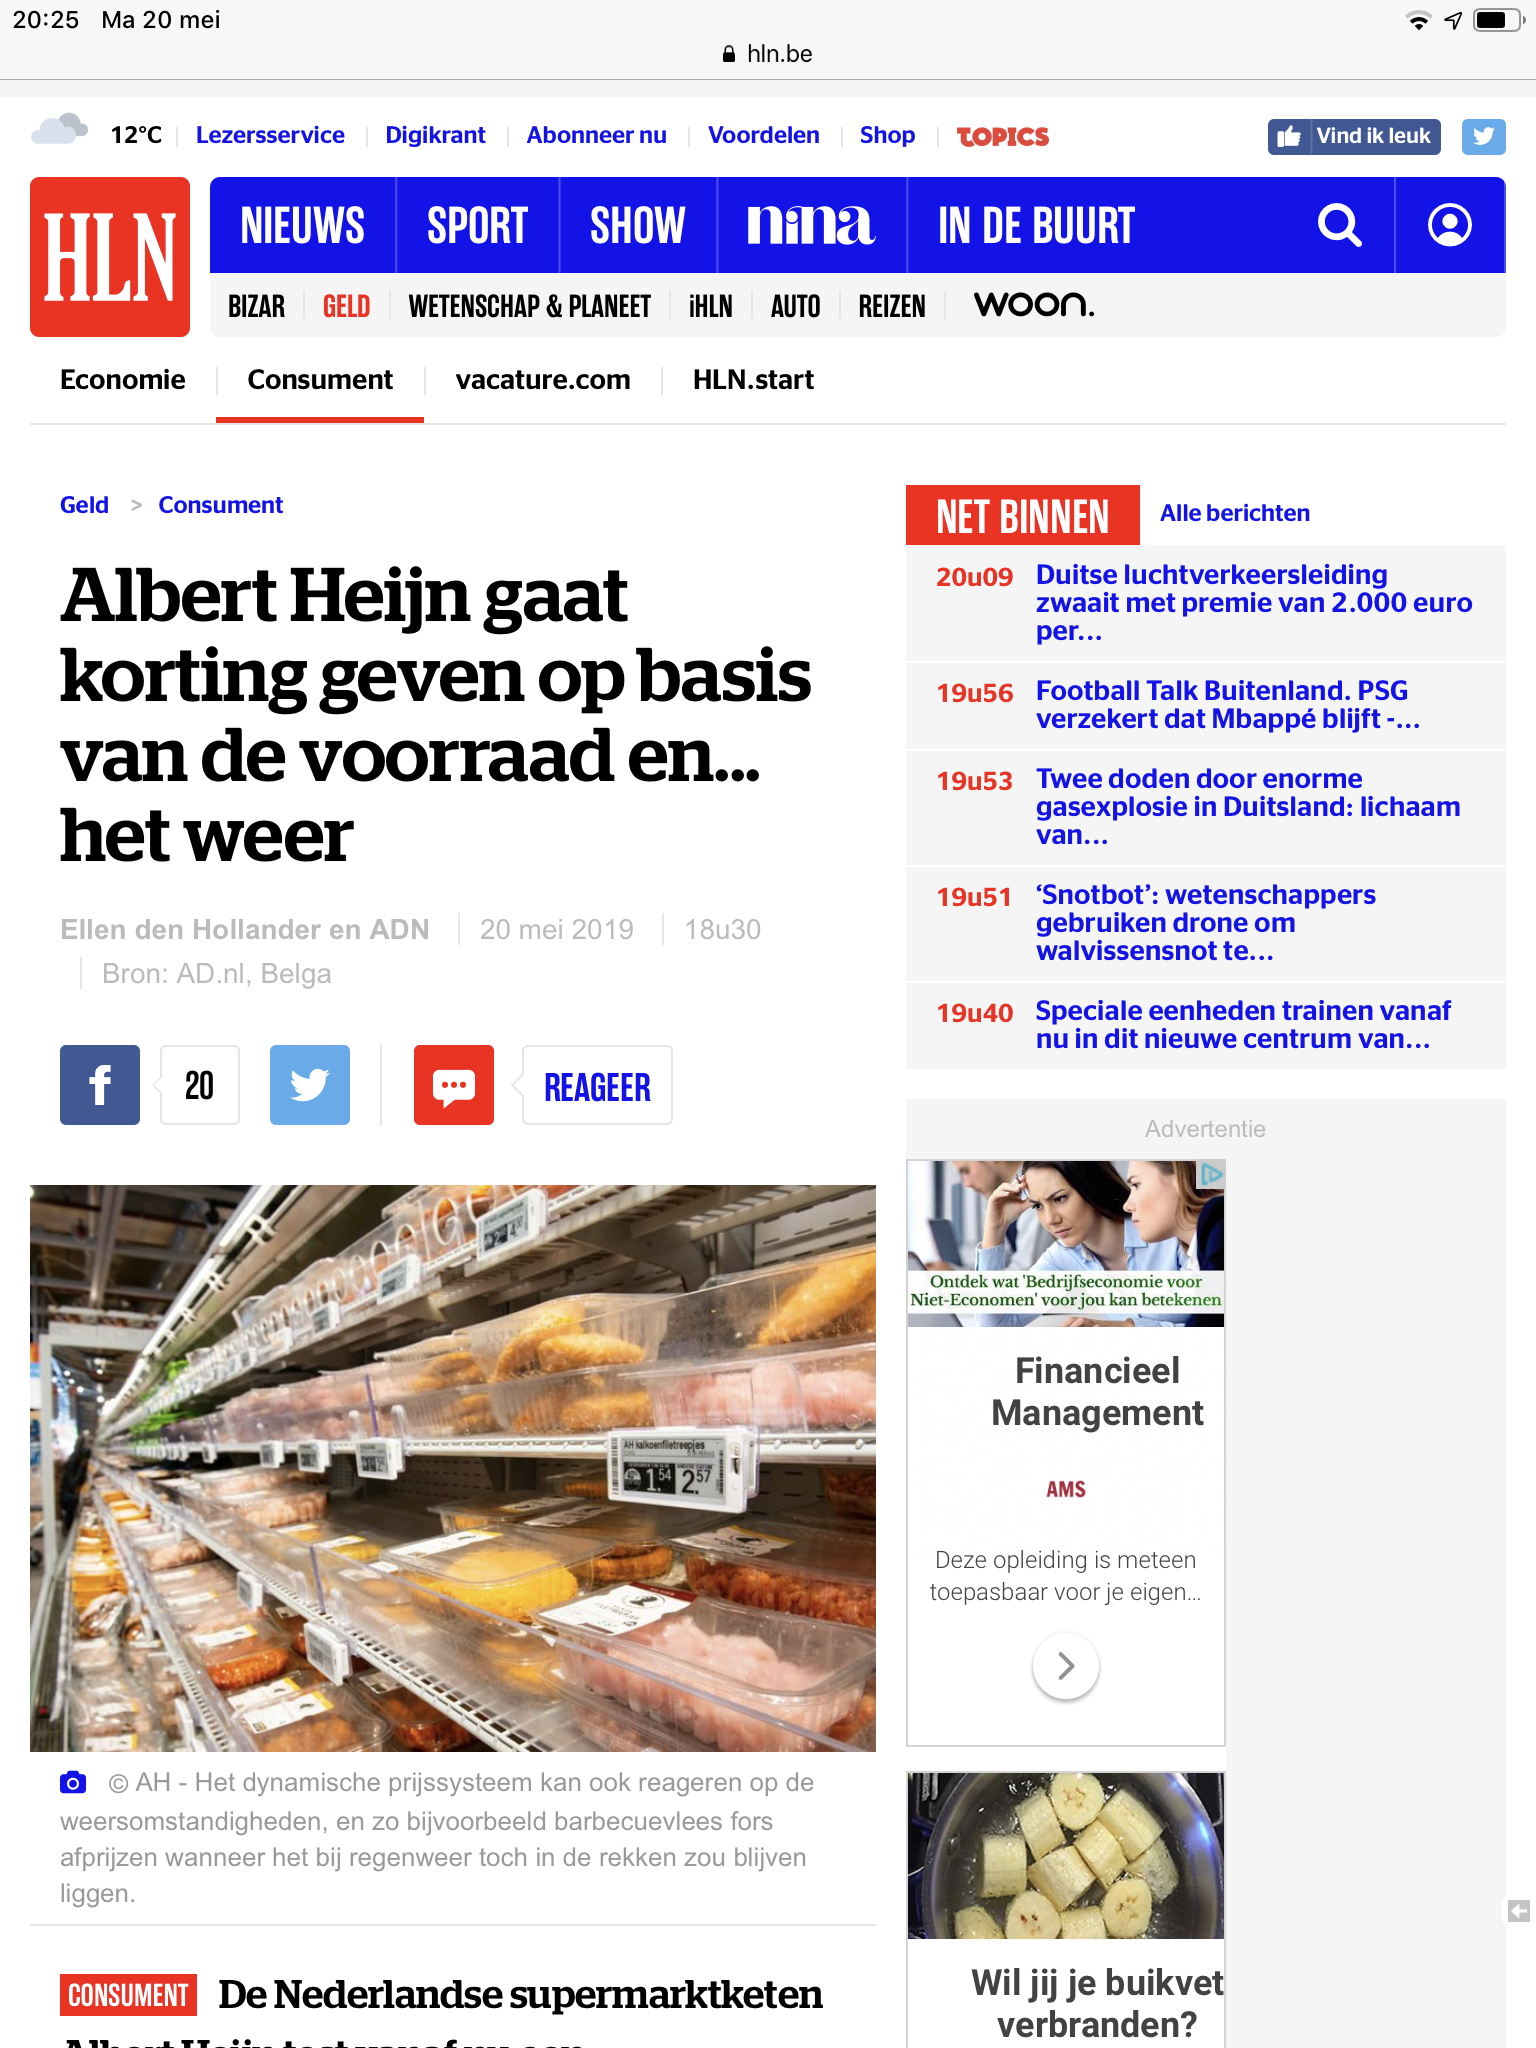 20:25 Ma 20 mei
hln.be
12°C Lezersservice Digikrant Abonneer nu Voordelen Shop TOPICS Vind ik leuk
HLN
NIEUWS SPORT SHOW nina IN DE BUURT
BIZAR GELD WETENSCHAP & PLANEET iHLN AUTO REIZEN WOON.
Economie Consument vacature.com HLN.start
Geld > Consument
Albert Heijn gaat
korting geven op basis
van de voorraad en...
het weer
Ellen den Hollander en ADN 20 mei 2019 18u30
Bron: AD.nl, Belga
20 REAGEER
AH kalkoenfiletreepjes
1.54 2.57
© AH - Het dynamische prijssysteem kan ook reageren op de
weersomstandigheden, en zo bijvoorbeeld barbecuevlees fors
afprijzen wanneer het bij regenweer toch in de rekken zou blijven
liggen.
CONSUMENT De Nederlandse supermarktketen
Albert Heijn test vanaf nu een
NET BINNEN Alle berichten
20u09 Duitse luchtverkeersleiding
zwaait met premie van 2.000 euro
per...
19u56 Football Talk Buitenland. PSG
verzekert dat Mbappé blijft -...
19u53 Twee doden door enorme
gasexplosie in Duitsland: lichaam
van...
19u51 ‘Snotbot’: wetenschappers
gebruiken drone om
walvissensnot te...
19u40 Speciale eenheden trainen vanaf
nu in dit nieuwe centrum van...
Advertentie
Ontdek wat 'Bedrijfseconomie voor
Niet-Economen' voor jou kan betekenen
Financieel
Management
AMS
Deze opleiding is meteen
toepasbaar voor je eigen...
Wil jij je buikvet
verbranden?